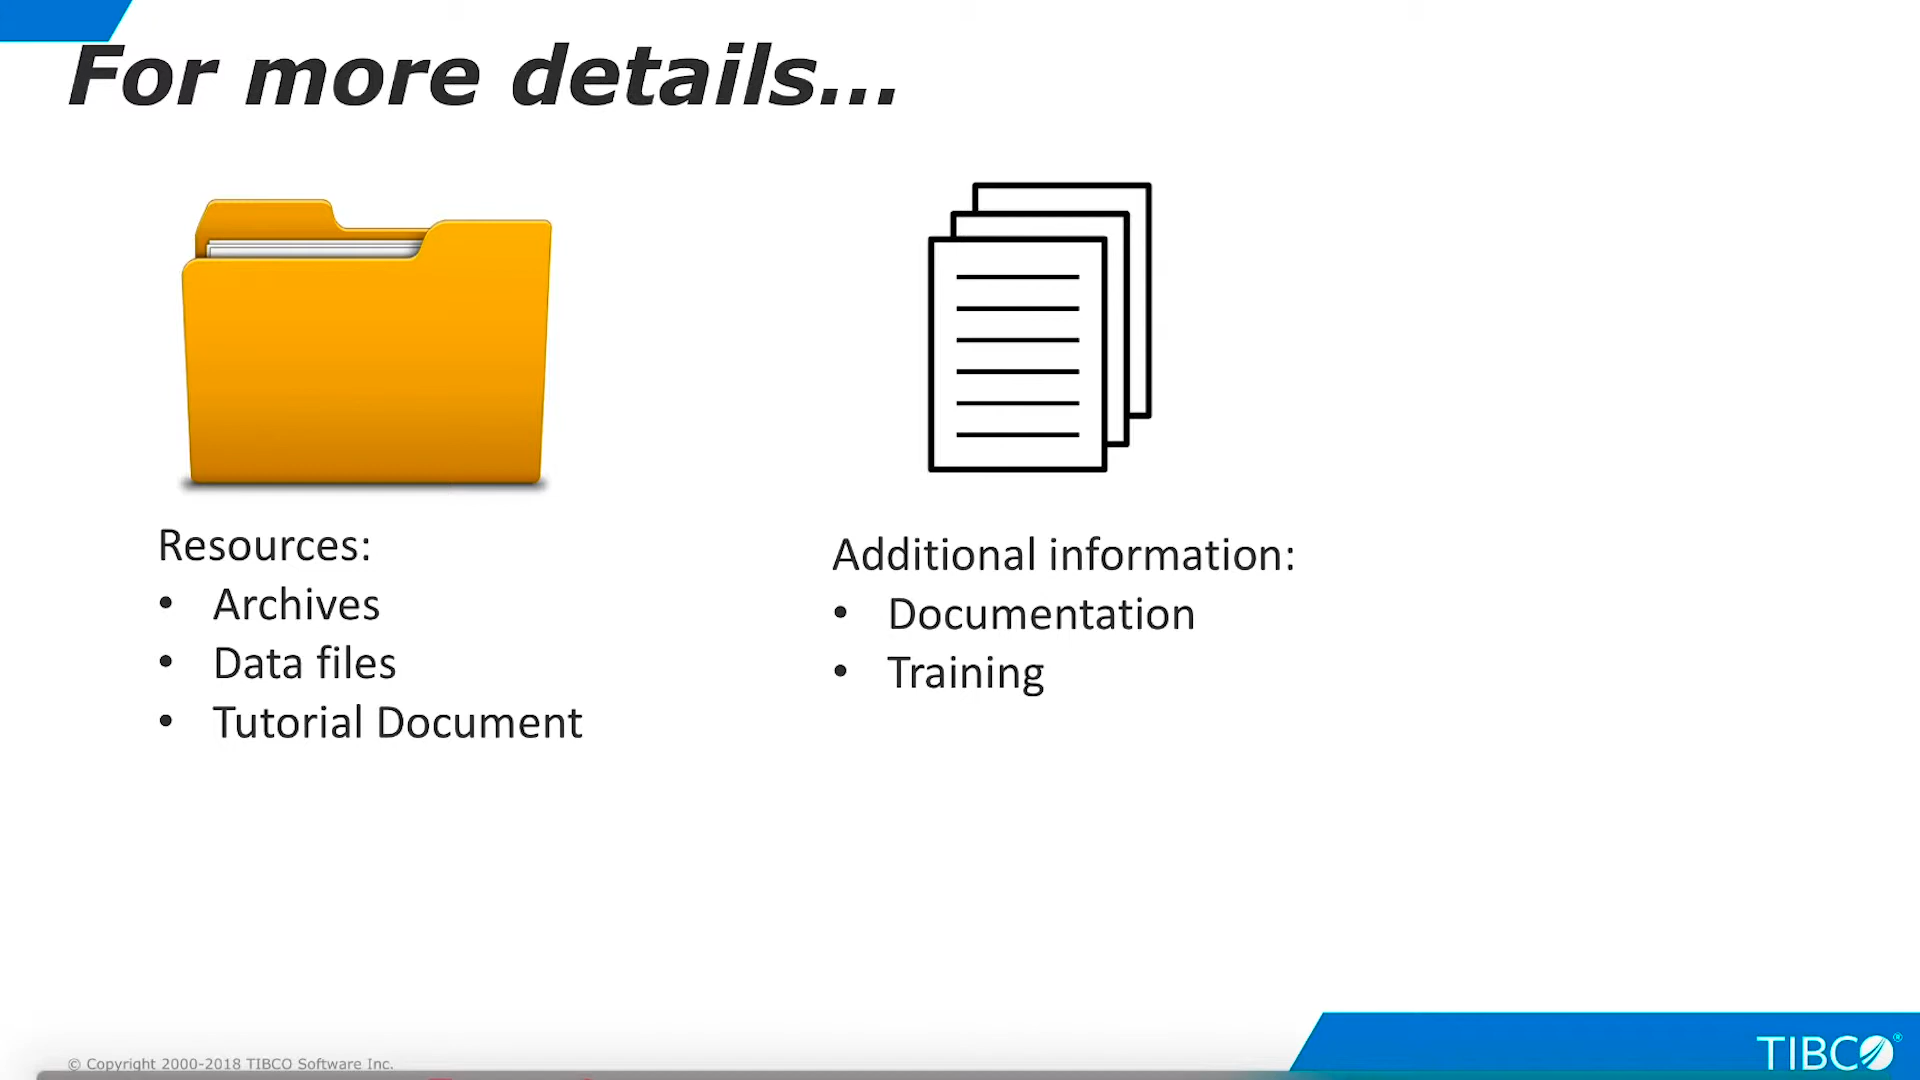 For more details...
Resources:
• Archives
• Data files
• Tutorial Document
Additional information:
• Documentation
• Training
© Copyright 2000-2018 TIBCO Software Inc.
TIBCO®